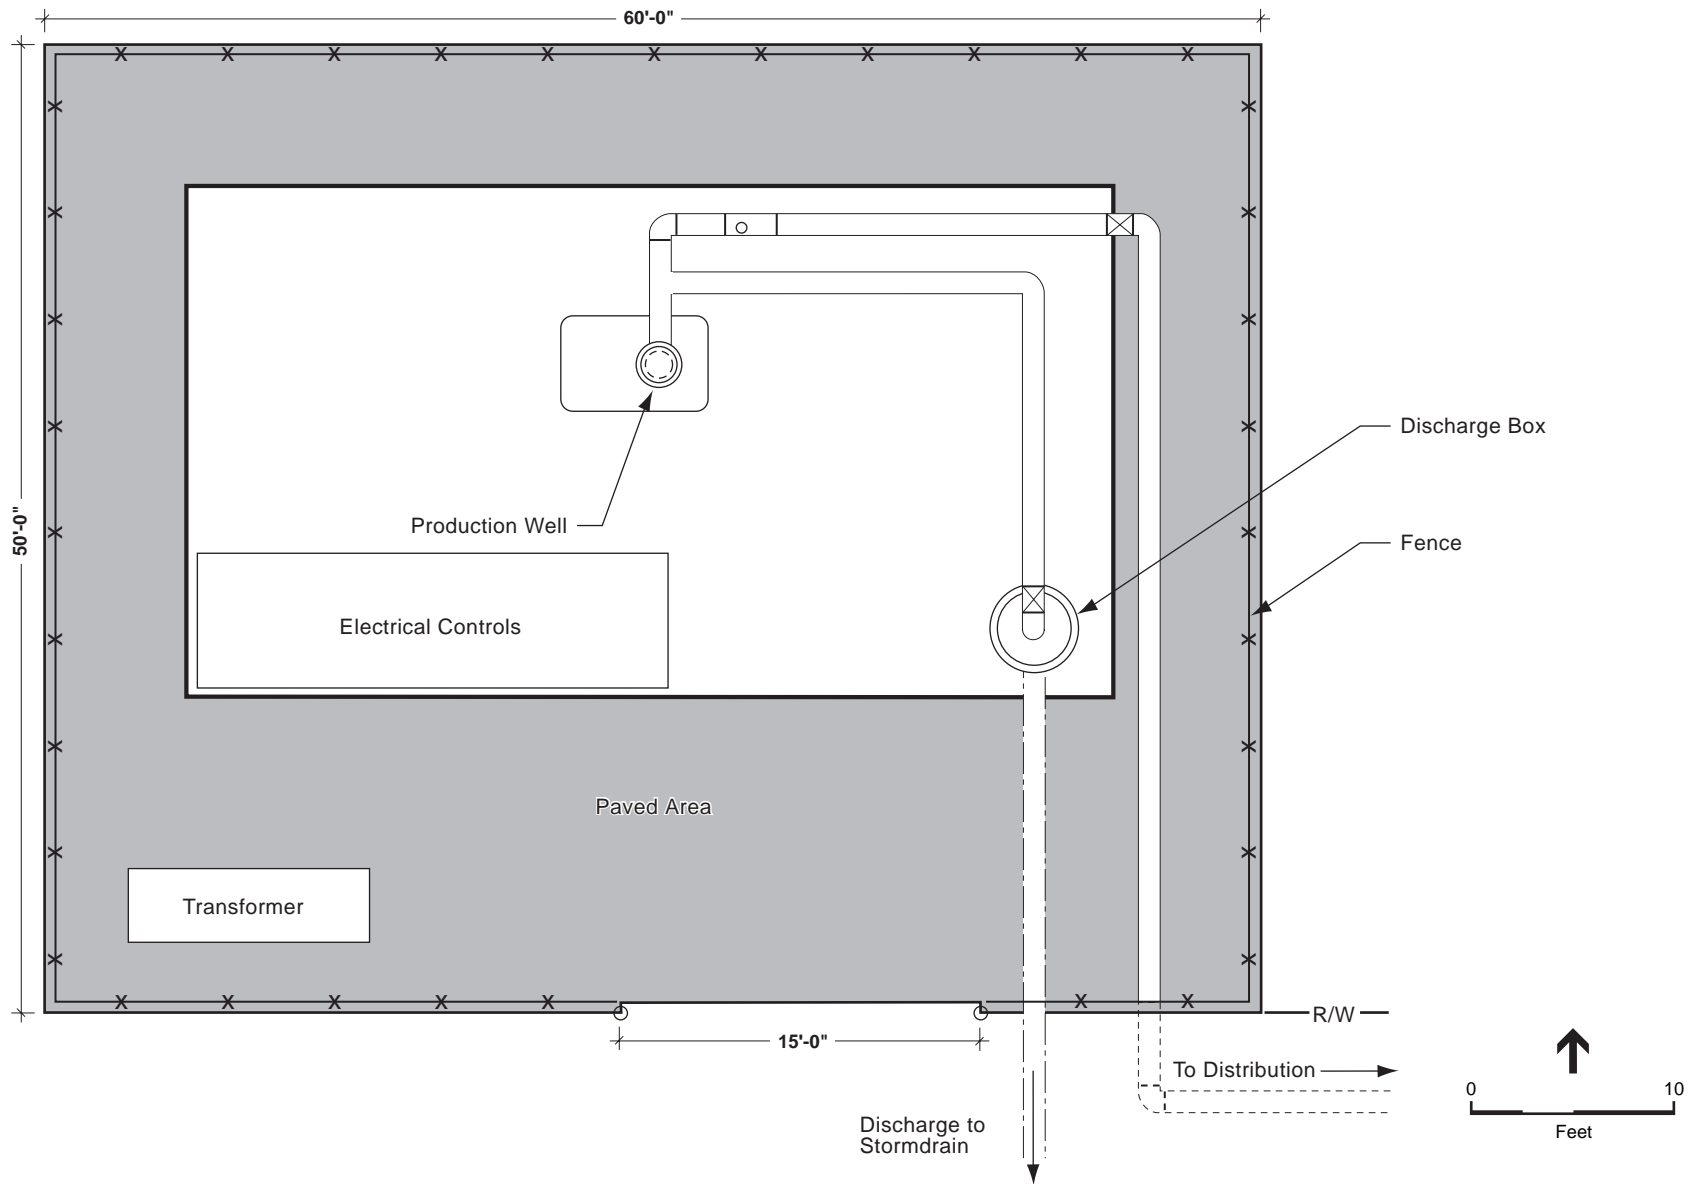 60'-0"
50'-0"
Discharge Box
Production Well
Fence
Electrical Controls
Paved Area
Transformer
R/W
15'-0"
To Distribution
Discharge to
Stormdrain
0 10
Feet